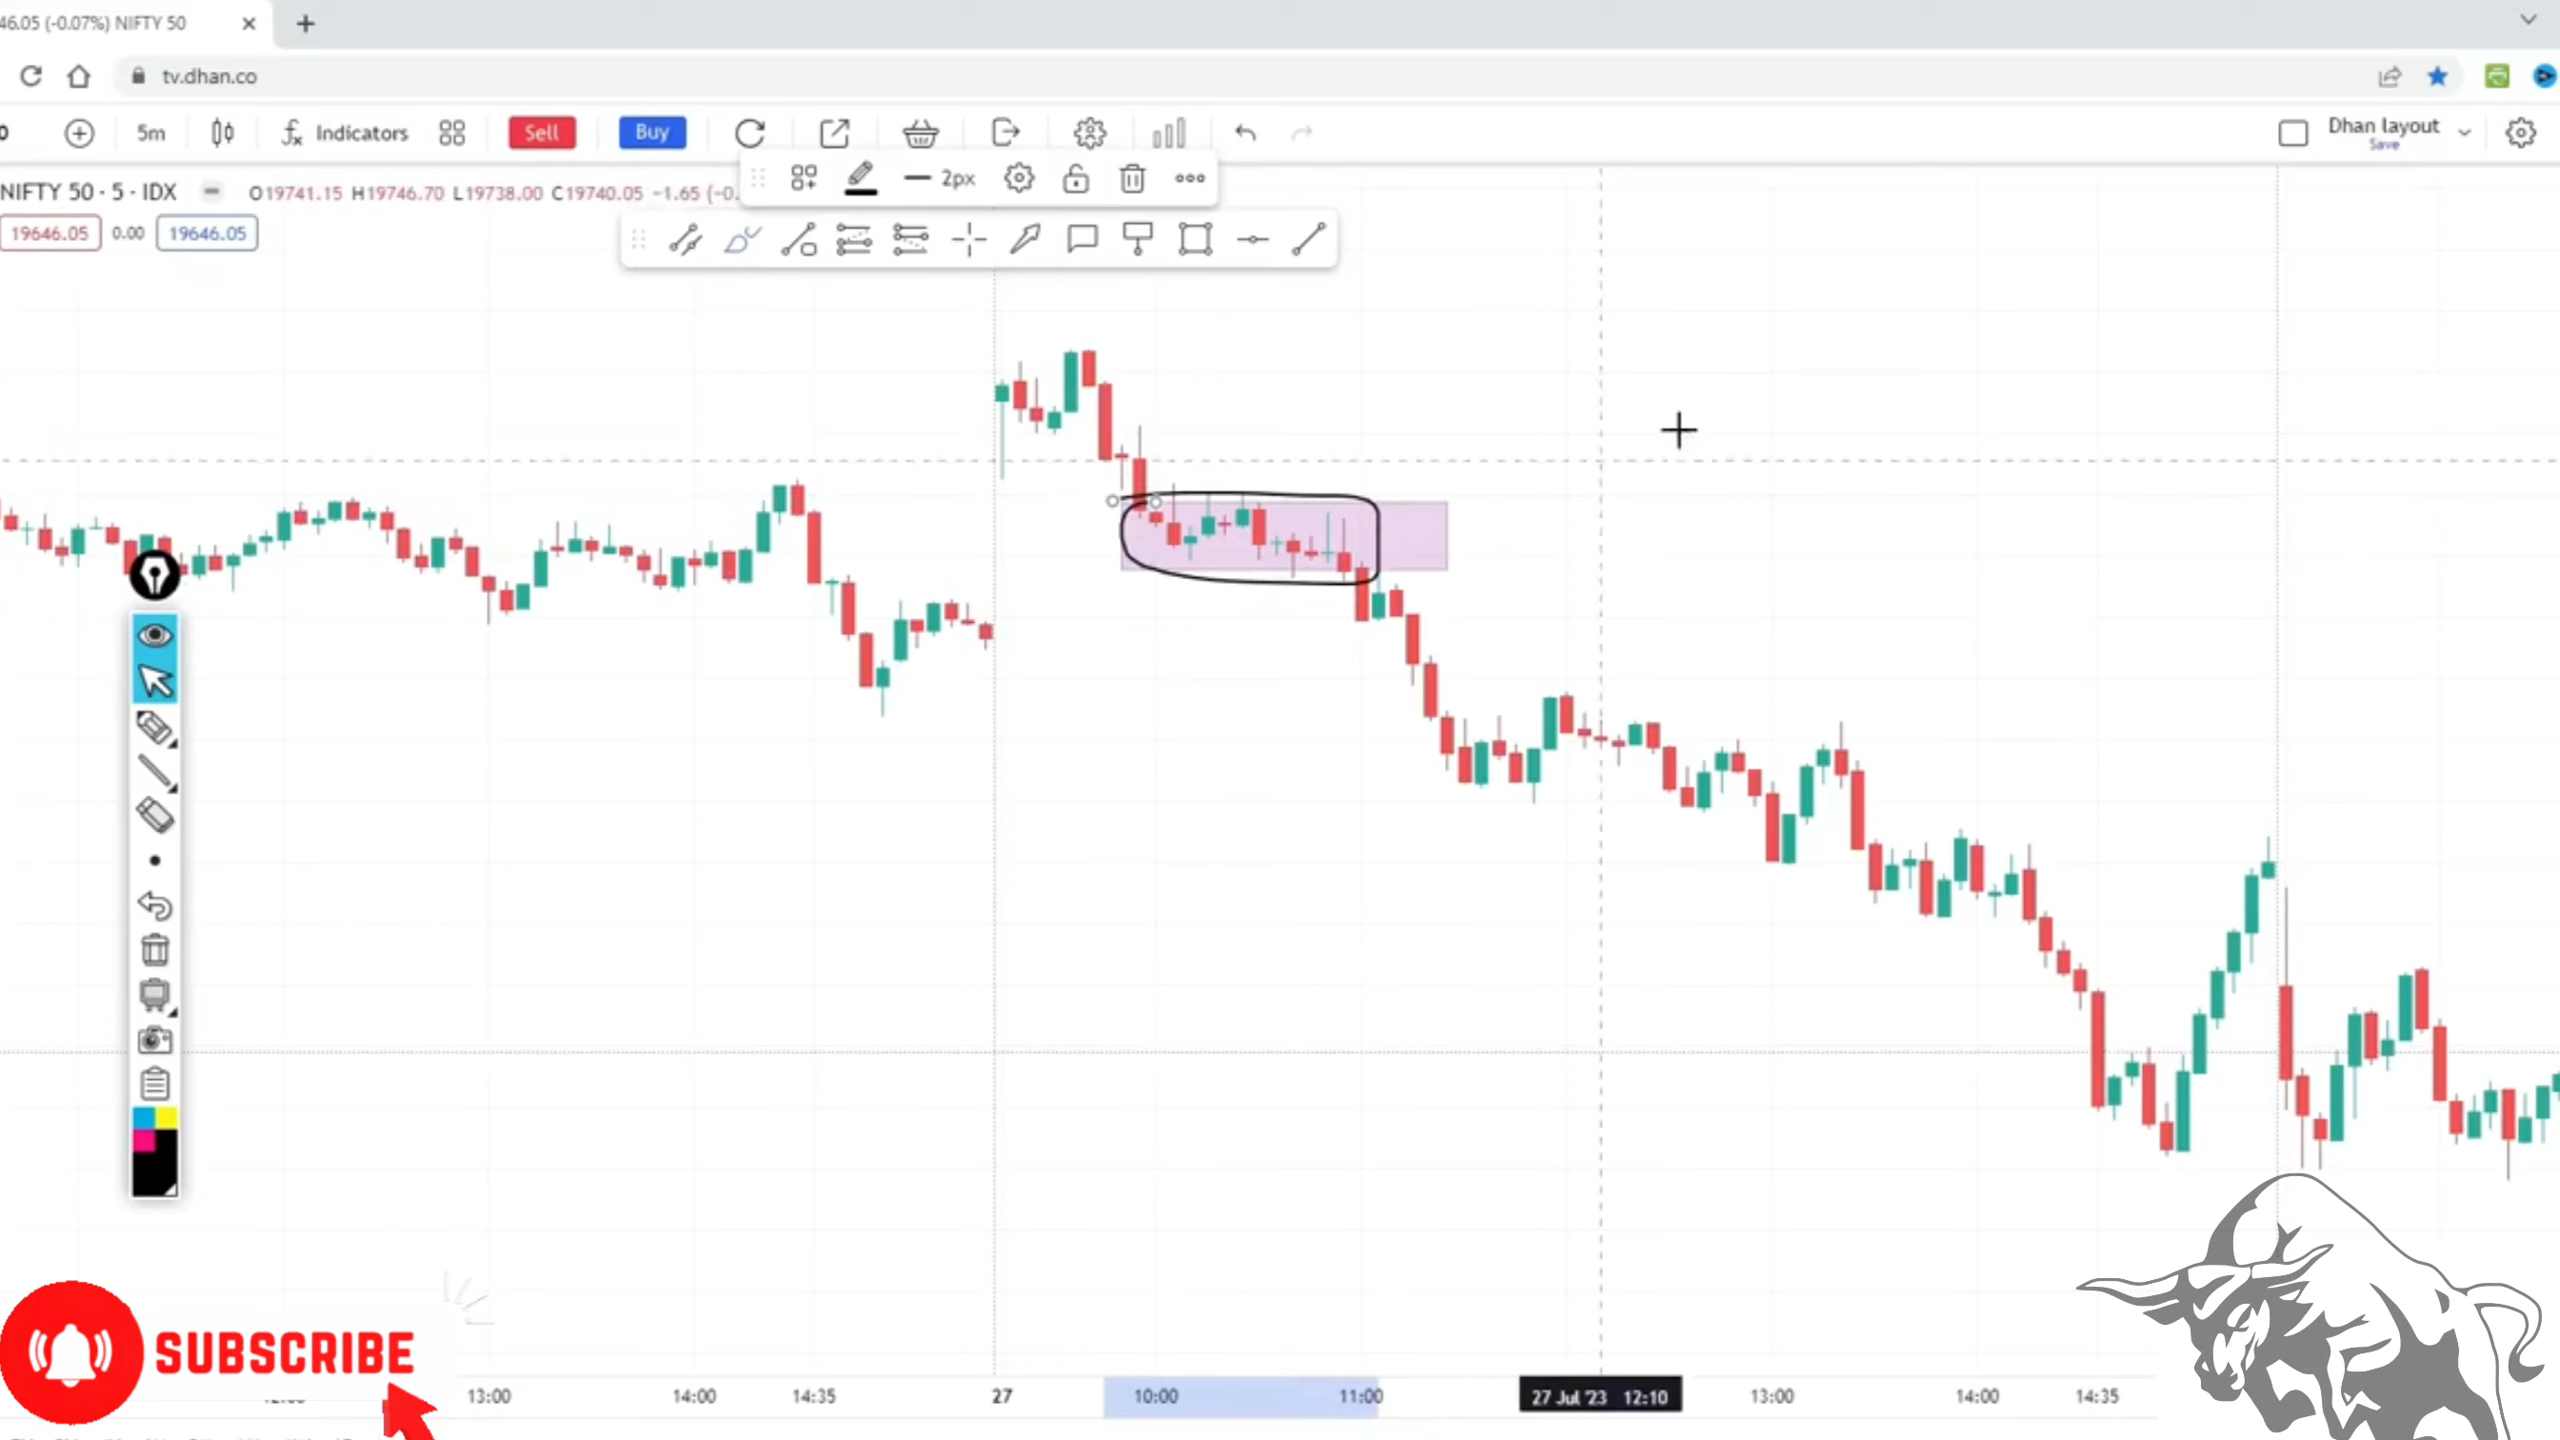 46.05 (-0.07%) NIFTY 50
tv.dhan.co
5m Indicators Sell Buy Dhan layout
Save
2px
NIFTY 50 · 5 · IDX O19741.15 H19746.70 L19738.00 C19740.05 −1.65
19646.05 0.00 19646.05
SUBSCRIBE
13:00 14:00 14:35 27 10:00 11:00 27 Jul '23 12:10 13:00 14:00 14:35